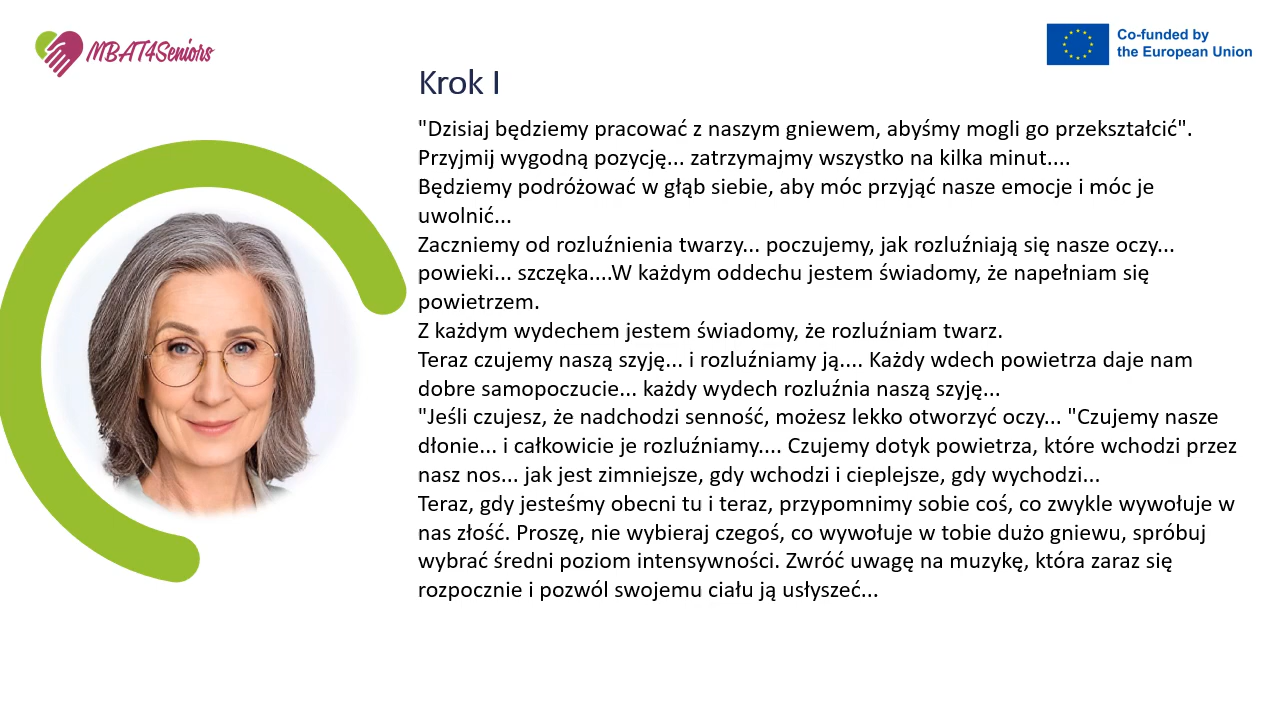 MBAT4Seniors
Co-funded by
the European Union
Krok I
"Dzisiaj będziemy pracować z naszym gniewem, abyśmy mogli go przekształcić".
Przyjmij wygodną pozycję... zatrzymajmy wszystko na kilka minut....
Będziemy podróżować w głąb siebie, aby móc przyjąć nasze emocje i móc je
uwolnić...
Zaczniemy od rozluźnienia twarzy... poczujemy, jak rozluźniają się nasze oczy...
powieki... szczęka....W każdym oddechu jestem świadomy, że napełniam się
powietrzem.
Z każdym wydechem jestem świadomy, że rozluźniam twarz.
Teraz czujemy naszą szyję... i rozluźniamy ją.... Każdy wdech powietrza daje nam
dobre samopoczucie... każdy wydech rozluźnia naszą szyję...
"Jeśli czujesz, że nadchodzi senność, możesz lekko otworzyć oczy... "Czujemy nasze
dłonie... i całkowicie je rozluźniamy.... Czujemy dotyk powietrza, które wchodzi przez
nasz nos... jak jest zimniejsze, gdy wchodzi i cieplejsze, gdy wychodzi...
Teraz, gdy jesteśmy obecni tu i teraz, przypomnimy sobie coś, co zwykle wywołuje w
nas złość. Proszę, nie wybieraj czegoś, co wywołuje w tobie dużo gniewu, spróbuj
wybrać średni poziom intensywności. Zwróć uwagę na muzykę, która zaraz się
rozpocznie i pozwól swojemu ciału ją usłyszeć...